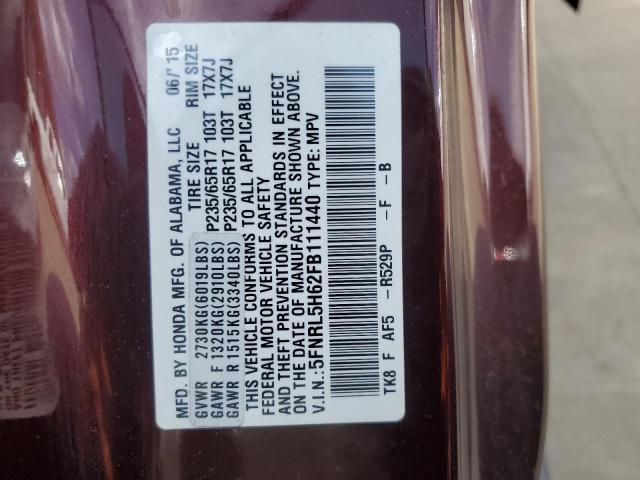 MFD. BY HONDA MFG. OF ALABAMA, LLC 06/'15
TIRE SIZE RIM SIZE
GVWR 2730KG(6019LBS)
GAWR F 1320KG(2910LBS) P235/65R17 103T 17X7J
GAWR R 1515KG(3340LBS) P235/65R17 103T 17X7J
THIS VEHICLE CONFORMS TO ALL APPLICABLE
FEDERAL MOTOR VEHICLE SAFETY
AND THEFT PREVENTION STANDARDS IN EFFECT
ON THE DATE OF MANUFACTURE SHOWN ABOVE.
V.I.N.:5FNRL5H62FB111440 TYPE: MPV
TK8 F AF5 -R529P -F -B